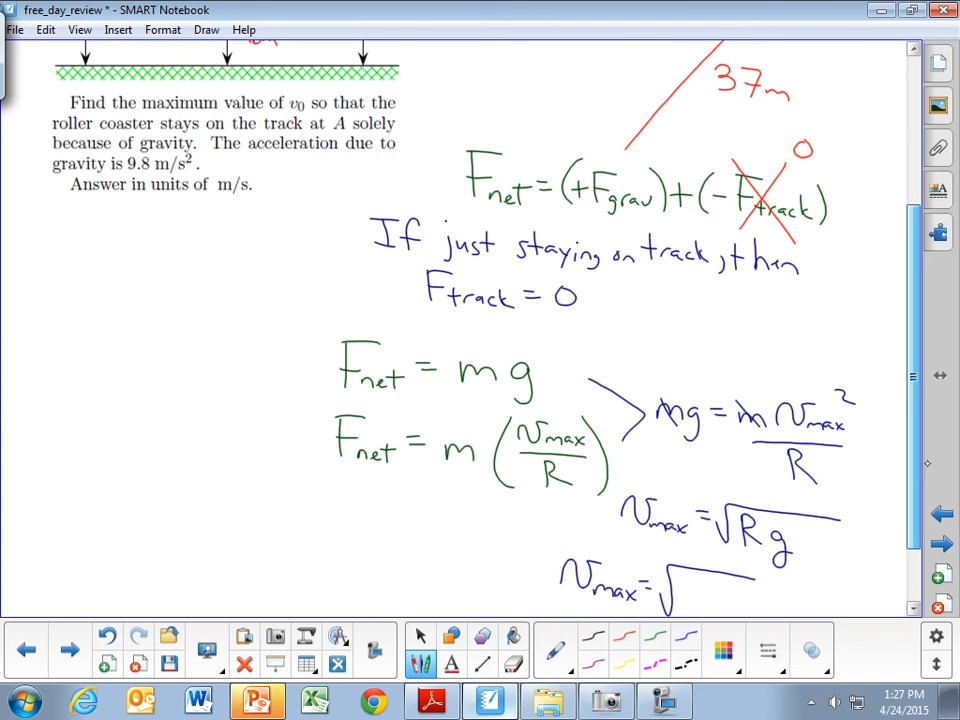 free_day_review * - SMART Notebook
File Edit View Insert Format Draw Help
37m
Find the maximum value of v0 so that the
roller coaster stays on the track at A solely
because of gravity. The acceleration due to
gravity is 9.8 m/s² .
Answer in units of m/s.
0
Fnet = (+Fgrav) + (- Ftrack)
If just staying on track, then
Ftrack = 0
Fnet = m g
mg = m vmax²
R
Fnet = m (vmax
R)
vmax = √R g
vmax = √
1:27 PM
4/24/2015